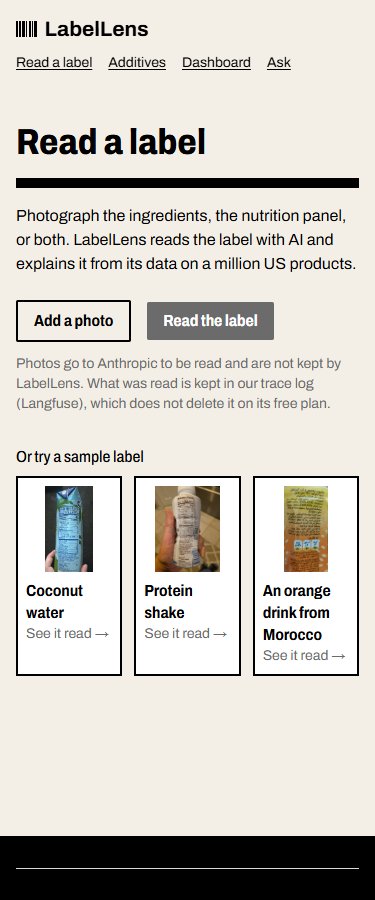 LabelLens
Read a label Additives Dashboard Ask
Read a label
Photograph the ingredients, the nutrition panel,
or both. LabelLens reads the label with AI and
explains it from its data on a million US products.
Add a photo Read the label
Photos go to Anthropic to be read and are not kept by
LabelLens. What was read is kept in our trace log
(Langfuse), which does not delete it on its free plan.
Or try a sample label
Coconut
water
See it read →
Protein
shake
See it read →
An orange
drink from
Morocco
See it read →